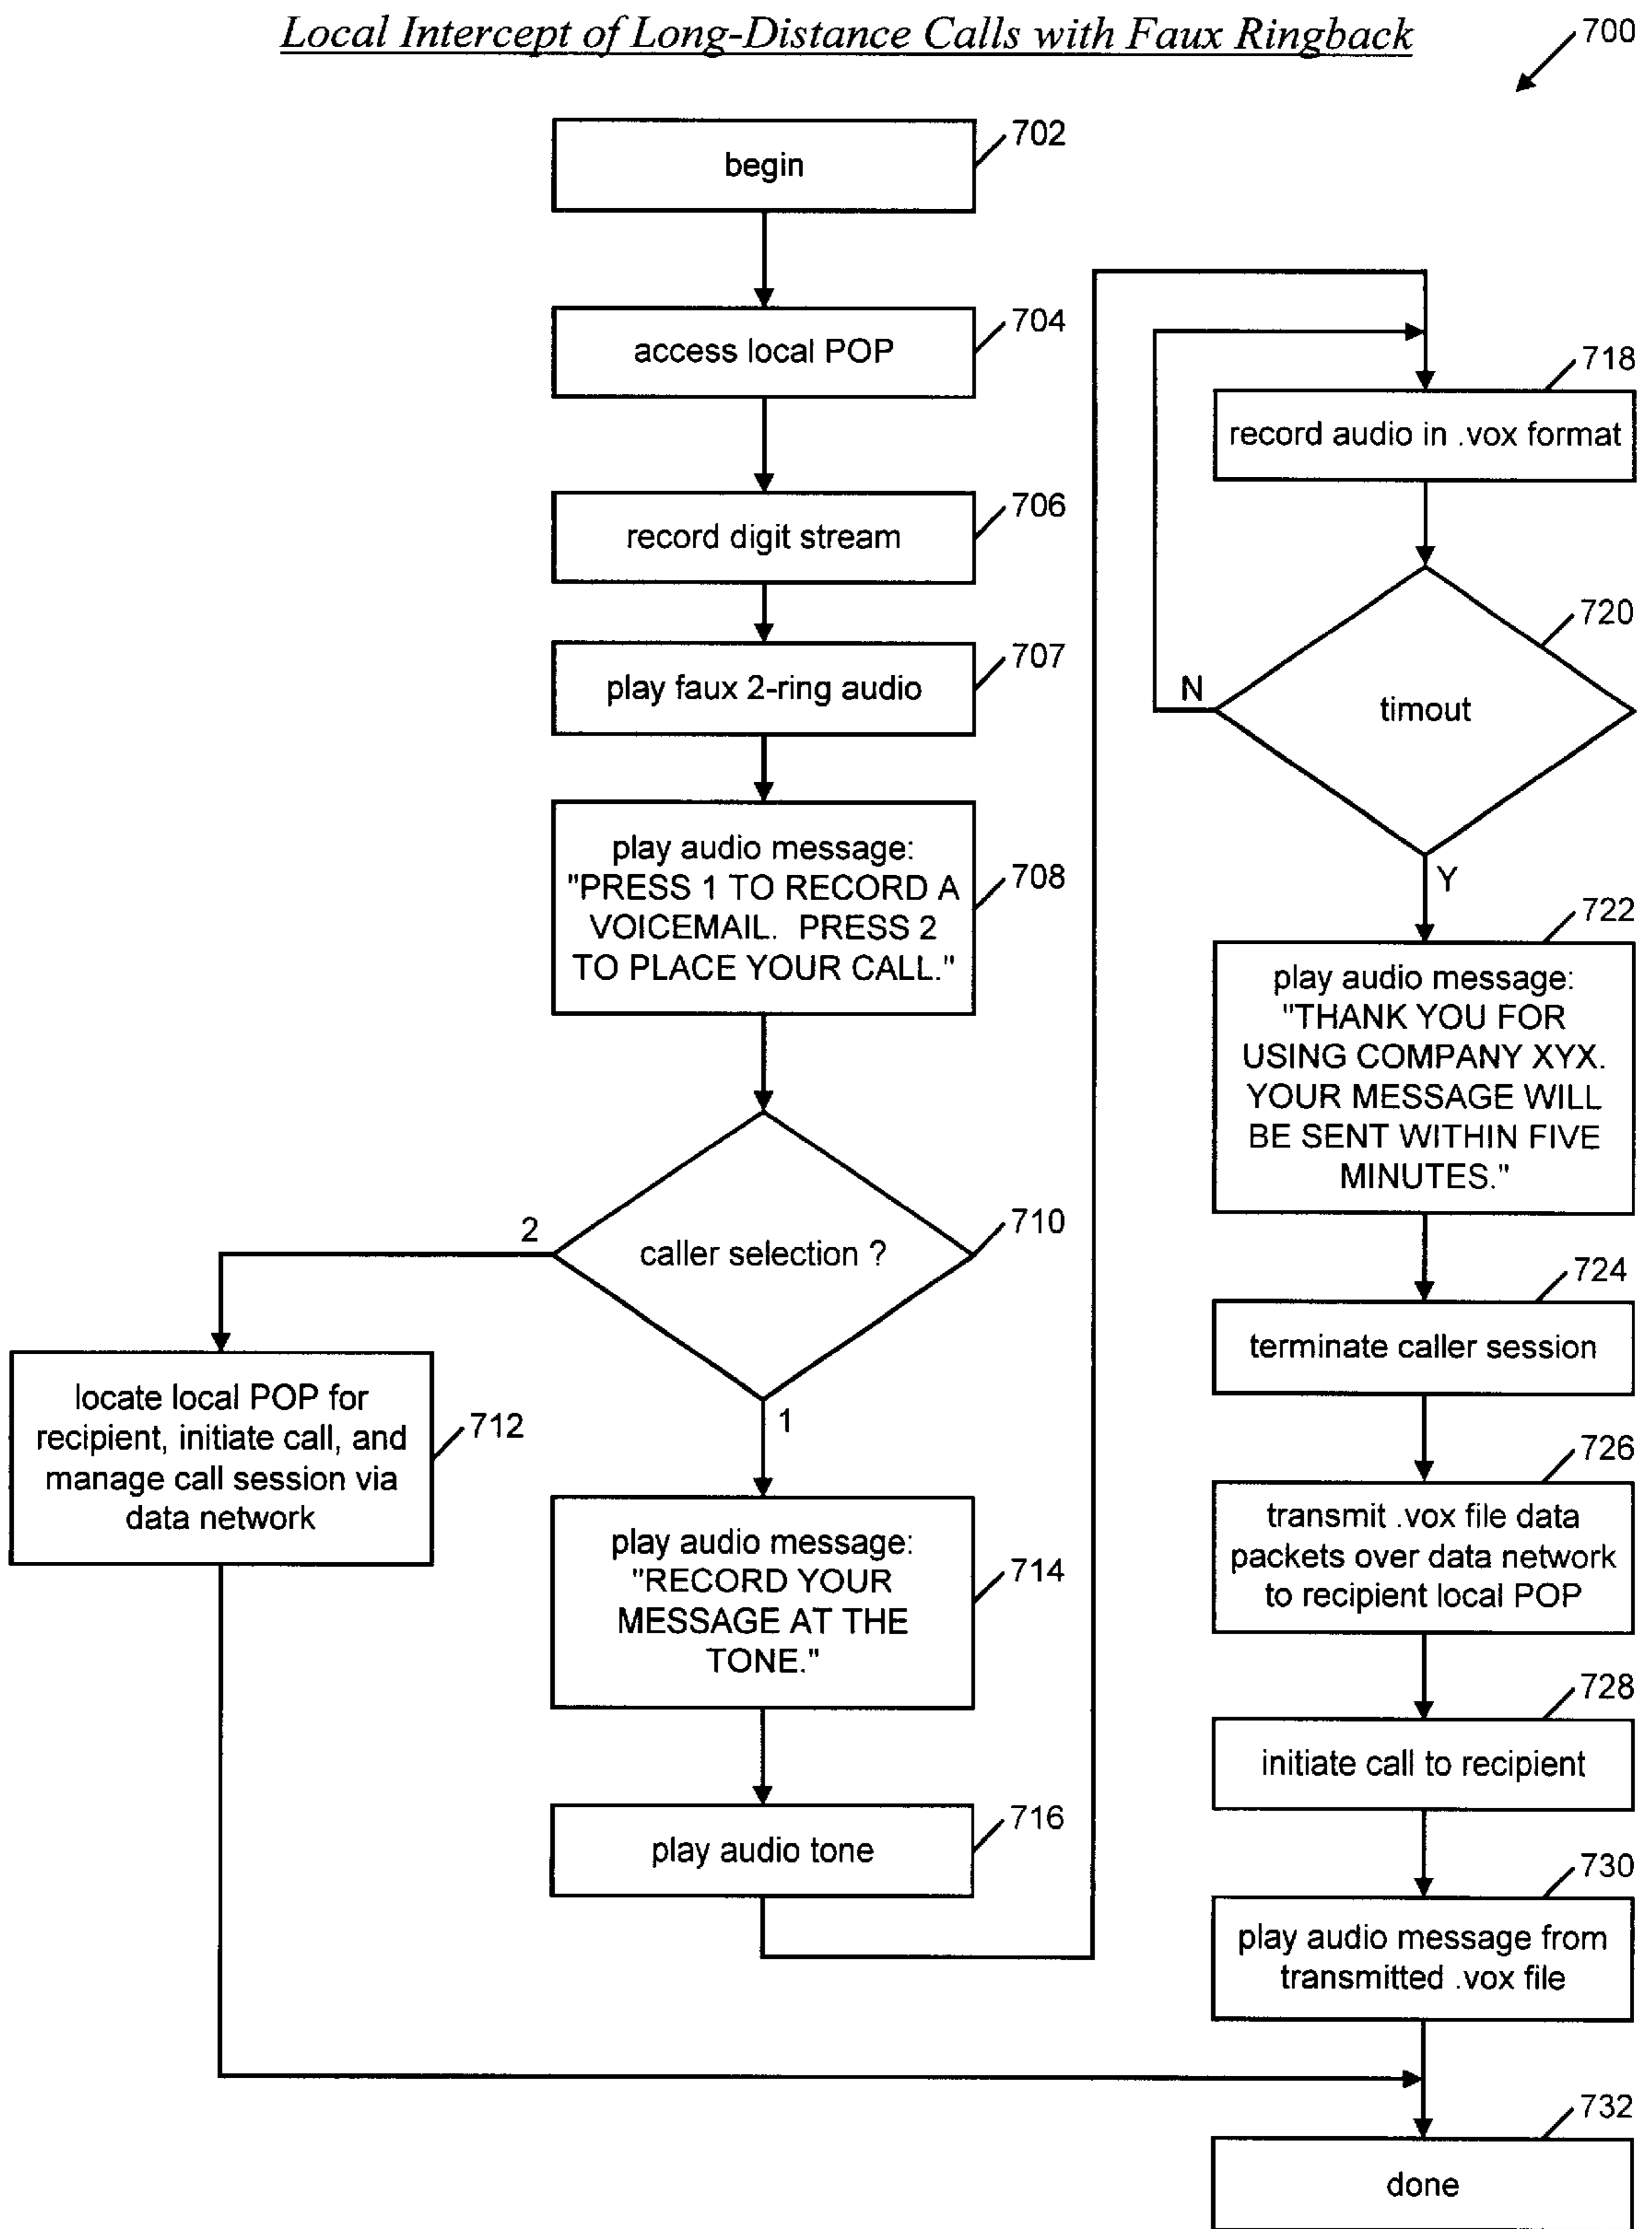 Local Intercept of Long-Distance Calls with Faux Ringback
700
702
begin
704
access local POP
706
record digit stream
707
play faux 2-ring audio
708
play audio message:
"PRESS 1 TO RECORD A
VOICEMAIL. PRESS 2
TO PLACE YOUR CALL."
710
caller selection ?
2
1
712
locate local POP for
recipient, initiate call, and
manage call session via
data network
714
play audio message:
"RECORD YOUR
MESSAGE AT THE
TONE."
716
play audio tone
718
record audio in .vox format
720
timout
N
Y
722
play audio message:
"THANK YOU FOR
USING COMPANY XYX.
YOUR MESSAGE WILL
BE SENT WITHIN FIVE
MINUTES."
724
terminate caller session
726
transmit .vox file data
packets over data network
to recipient local POP
728
initiate call to recipient
730
play audio message from
transmitted .vox file
732
done